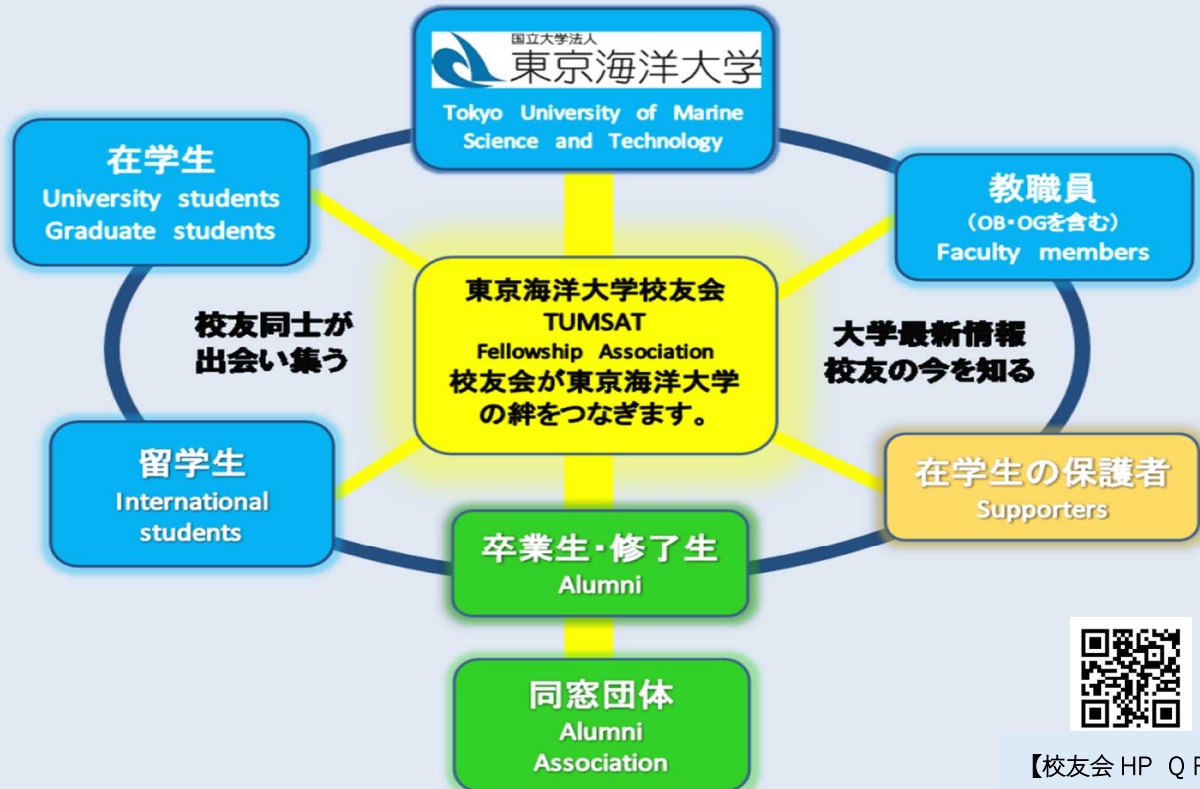 国立大学法人
東京海洋大学
Tokyo University of Marine
Science and Technology
在学生
University students
Graduate students
教職員
（OB・OGを含む）
Faculty members
校友同士が
出会い集う
東京海洋大学校友会
TUMSAT
Fellowship Association
校友会が東京海洋大学
の絆をつなぎます。
大学最新情報
校友の今を知る
留学生
International
students
在学生の保護者
Supporters
卒業生・修了生
Alumni
同窓団体
Alumni
Association
【校友会 HP Q